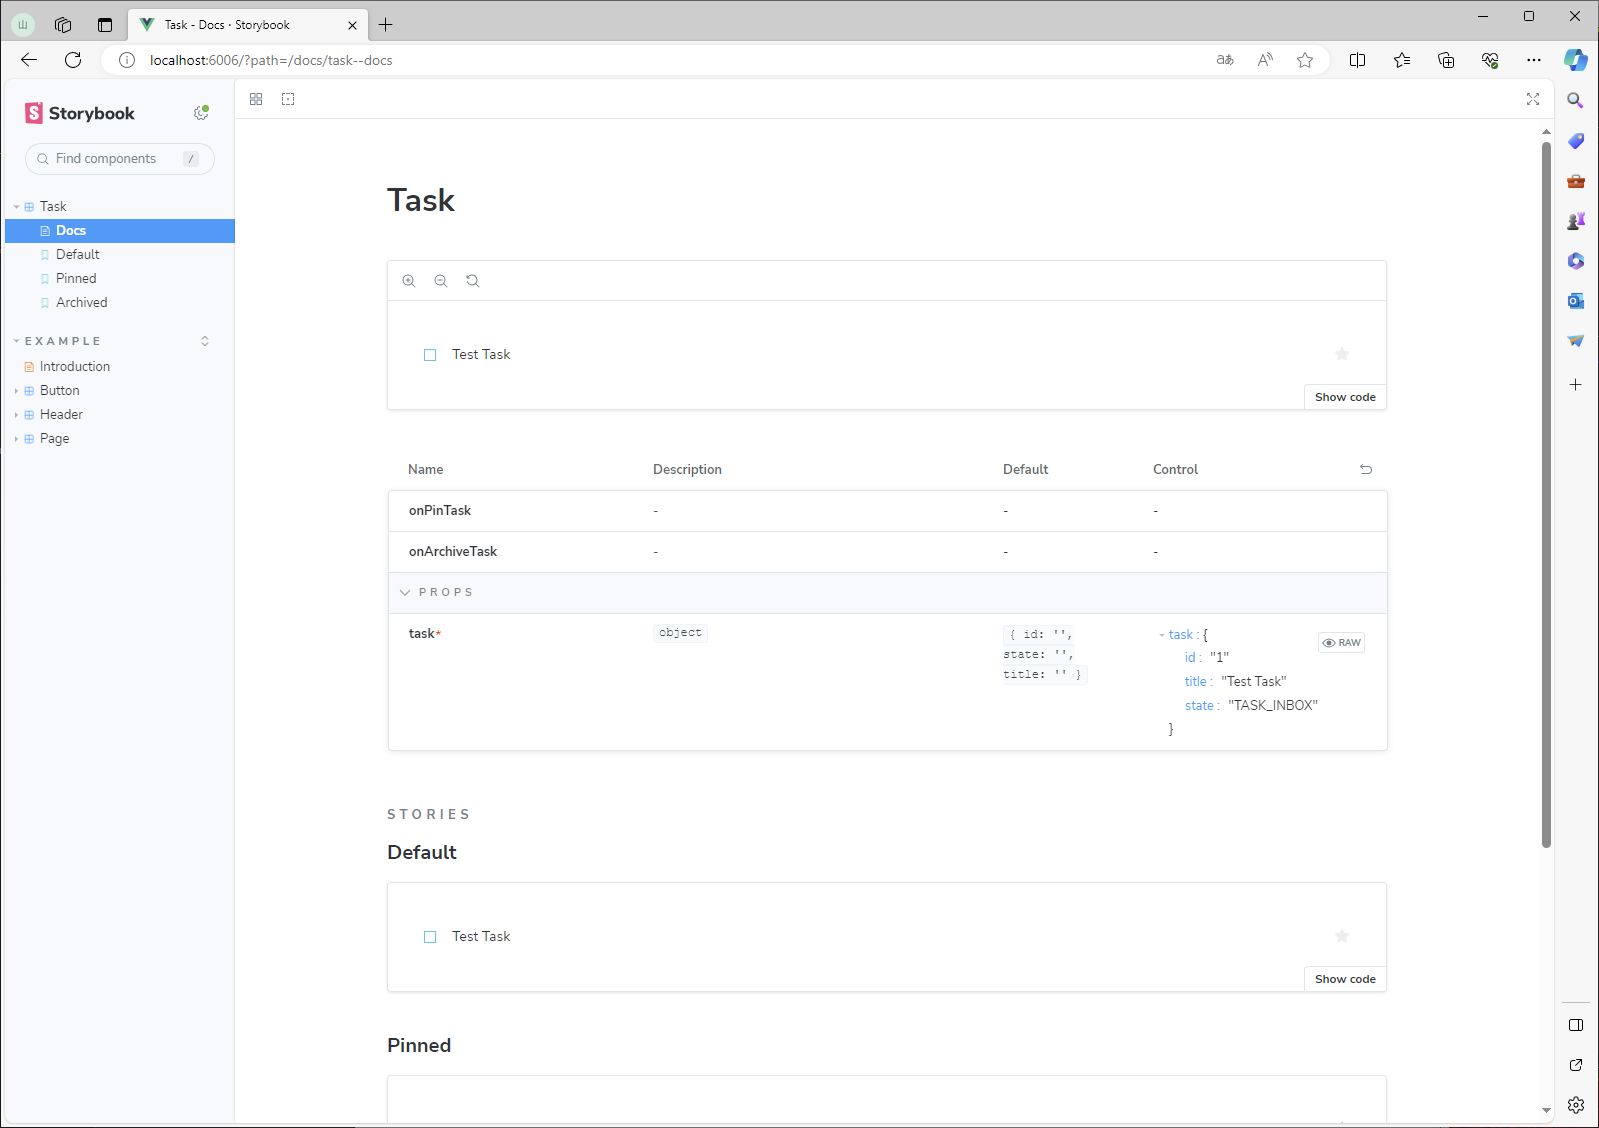 Task - Docs · Storybook
localhost:6006/?path=/docs/task--docs
Storybook
Find components /
Task
Docs
Default
Pinned
Archived
EXAMPLE
Introduction
Button
Header
Page
Task
Test Task
Show code
Name Description Default Control
onPinTask - - -
onArchiveTask - - -
PROPS
task* object { id: '', task : { RAW
state: '', id : "1"
title: '' } title : "Test Task"
state : "TASK_INBOX"
}
STORIES
Default
Test Task
Show code
Pinned